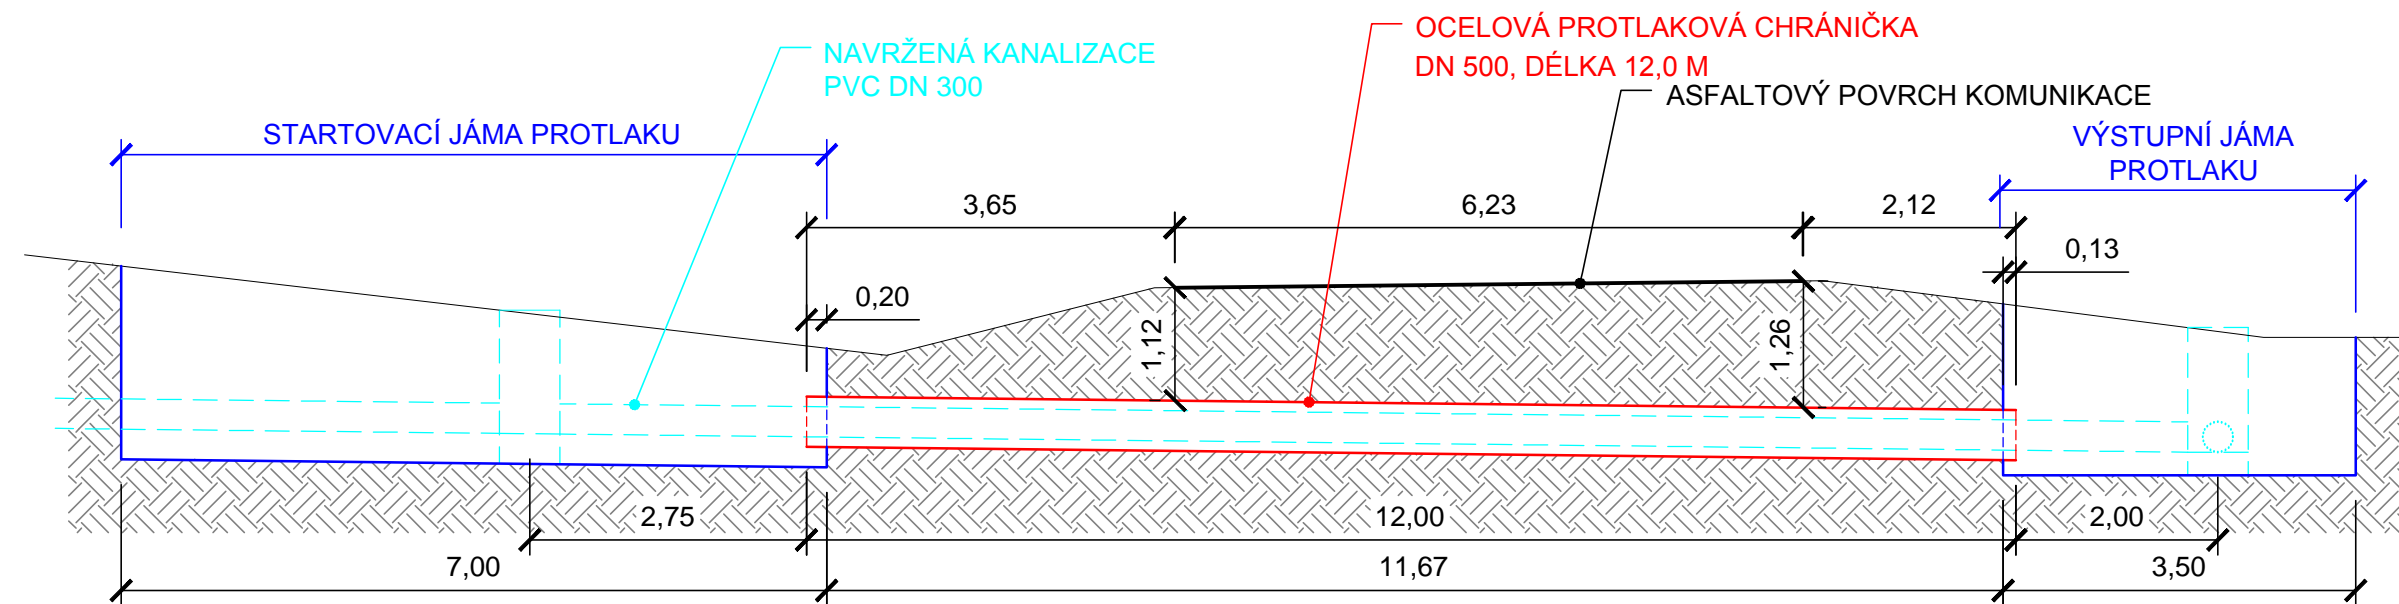 OCELOVÁ PROTLAKOVÁ CHRÁNIČKA
DN 500, DÉLKA 12,0 M
NAVRŽENÁ KANALIZACE
PVC DN 300
ASFALTOVÝ POVRCH KOMUNIKACE
STARTOVACÍ JÁMA PROTLAKU
VÝSTUPNÍ JÁMA
PROTLAKU
3,65
6,23
2,12
0,13
0,20
1,12
1,26
2,75
12,00
2,00
7,00
11,67
3,50